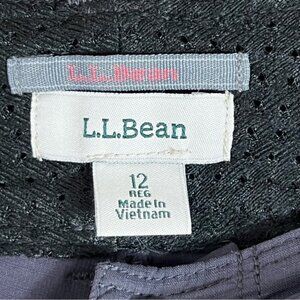 L.L.Bean
L.L.Bean
12
REG
Made in
Vietnam